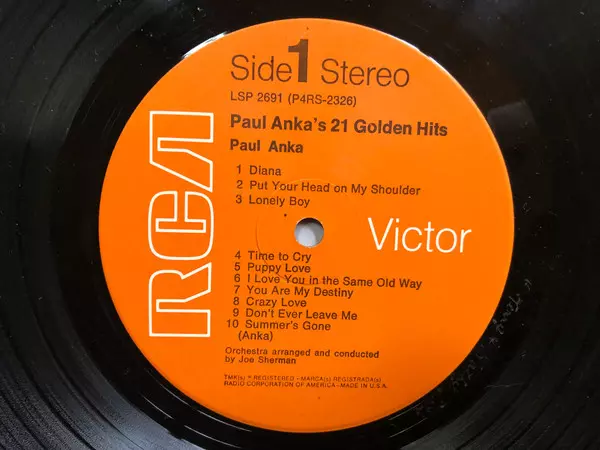 Side 1 Stereo
LSP 2691 (P4RS-2326)
Paul Anka's 21 Golden Hits
Paul Anka
1 Diana
2 Put Your Head on My Shoulder
3 Lonely Boy
RCA
Victor
4 Time to Cry
5 Puppy Love
6 I Love You in the Same Old Way
7 You Are My Destiny
8 Crazy Love
9 Don't Ever Leave Me
10 Summer's Gone
(Anka)
Orchestra arranged and conducted
by Joe Sherman
TMK(s) ® REGISTERED - MARCA(s) REGISTRADA(s)
RADIO CORPORATION OF AMERICA - MADE IN U.S.A.